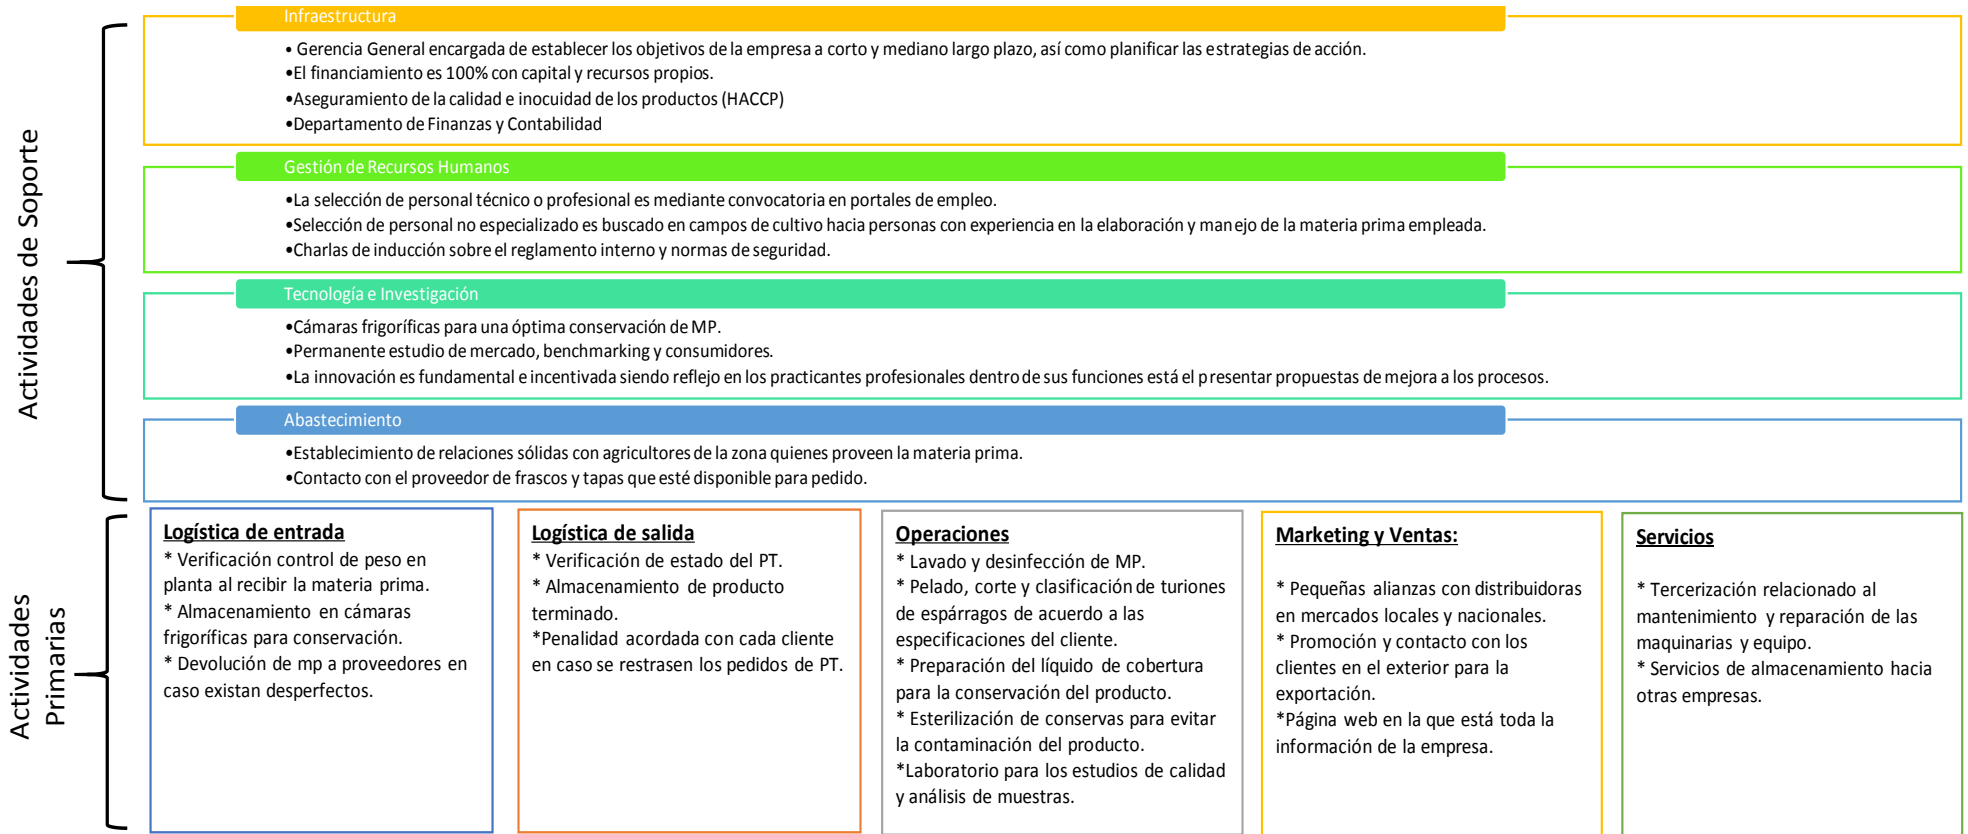 Actividades de Soporte
Infraestructura
• Gerencia General encargada de establecer los objetivos de la empresa a corto y mediano largo plazo, así como planificar las estrategias de acción.
•El financiamiento es 100% con capital y recursos propios.
•Aseguramiento de la calidad e inocuidad de los productos (HACCP)
•Departamento de Finanzas y Contabilidad
Gestión de Recursos Humanos
•La selección de personal técnico o profesional es mediante convocatoria en portales de empleo.
•Selección de personal no especializado es buscado en campos de cultivo hacia personas con experiencia en la elaboración y manejo de la materia prima empleada.
•Charlas de inducción sobre el reglamento interno y normas de seguridad.
Tecnología e Investigación
•Cámaras frigoríficas para una óptima conservación de MP.
•Permanente estudio de mercado, benchmarking y consumidores.
•La innovación es fundamental e incentivada siendo reflejo en los practicantes profesionales dentro de sus funciones está el presentar propuestas de mejora a los procesos.
Abastecimiento
•Establecimiento de relaciones sólidas con agricultores de la zona quienes proveen la materia prima.
•Contacto con el proveedor de frascos y tapas que esté disponible para pedido.
Actividades
Primarias
Logística de entrada
* Verificación control de peso en
planta al recibir la materia prima.
* Almacenamiento en cámaras
frigoríficas para conservación.
* Devolución de mp a proveedores en
caso existan desperfectos.
Logística de salida
* Verificación de estado del PT.
* Almacenamiento de producto
terminado.
*Penalidad acordada con cada cliente
en caso se restrasen los pedidos de PT.
Operaciones
* Lavado y desinfección de MP.
* Pelado, corte y clasificación de turiones
de espárragos de acuerdo a las
especificaciones del cliente.
* Preparación del líquido de cobertura
para la conservación del producto.
* Esterilización de conservas para evitar
la contaminación del producto.
*Laboratorio para los estudios de calidad
y análisis de muestras.
Marketing y Ventas:
* Pequeñas alianzas con distribuidoras
en mercados locales y nacionales.
* Promoción y contacto con los
clientes en el exterior para la
exportación.
*Página web en la que está toda la
información de la empresa.
Servicios
* Tercerización relacionado al
mantenimiento y reparación de las
maquinarias y equipo.
* Servicios de almacenamiento hacia
otras empresas.